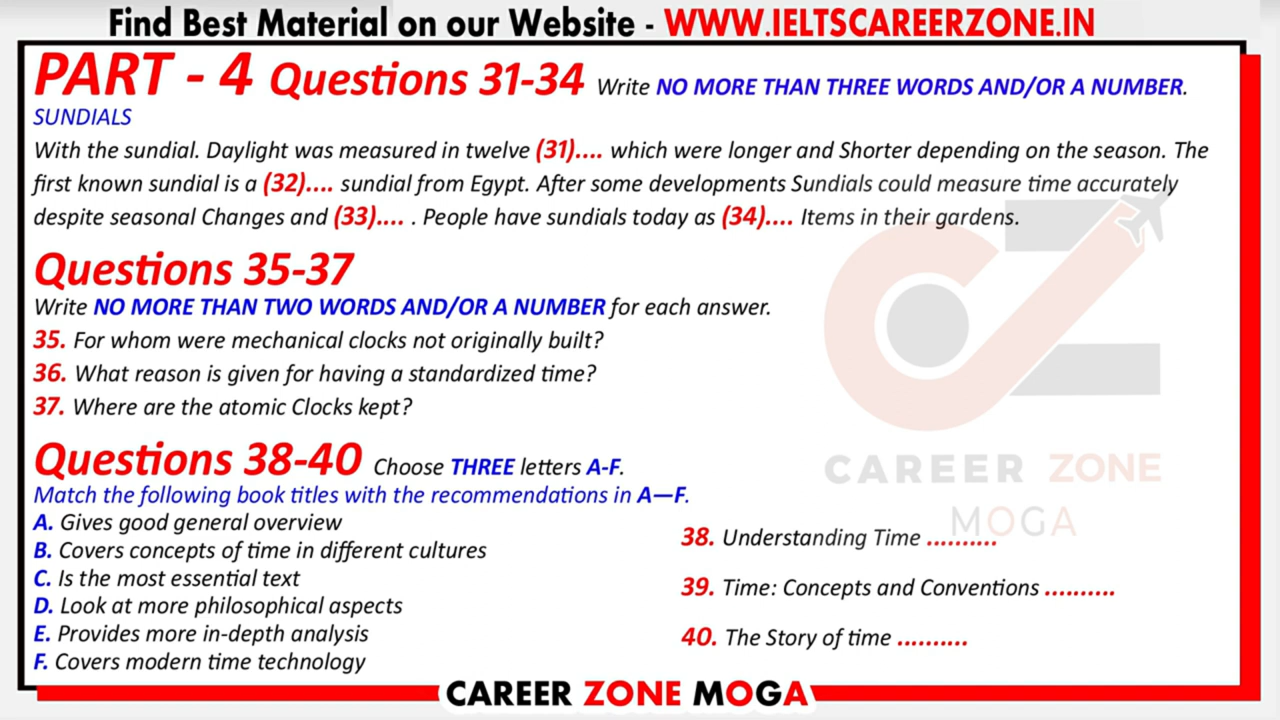 Find Best Material on our Website - WWW.IELTSCAREERZONE.IN
PART - 4 Questions 31-34 Write NO MORE THAN THREE WORDS AND/OR A NUMBER.
SUNDIALS
With the sundial. Daylight was measured in twelve (31).... which were longer and Shorter depending on the season. The
first known sundial is a (32).... sundial from Egypt. After some developments Sundials could measure time accurately
despite seasonal Changes and (33).... . People have sundials today as (34).... Items in their gardens.
Questions 35-37
Write NO MORE THAN TWO WORDS AND/OR A NUMBER for each answer.
35. For whom were mechanical clocks not originally built?
36. What reason is given for having a standardized time?
37. Where are the atomic Clocks kept?
CAREER ZONE
MOGA
Questions 38-40 Choose THREE letters A-F.
Match the following book titles with the recommendations in A—F.
A. Gives good general overview
B. Covers concepts of time in different cultures
C. Is the most essential text
D. Look at more philosophical aspects
E. Provides more in-depth analysis
F. Covers modern time technology
38. Understanding Time ..........
39. Time: Concepts and Conventions ..........
40. The Story of time ..........
CAREER ZONE MOGA